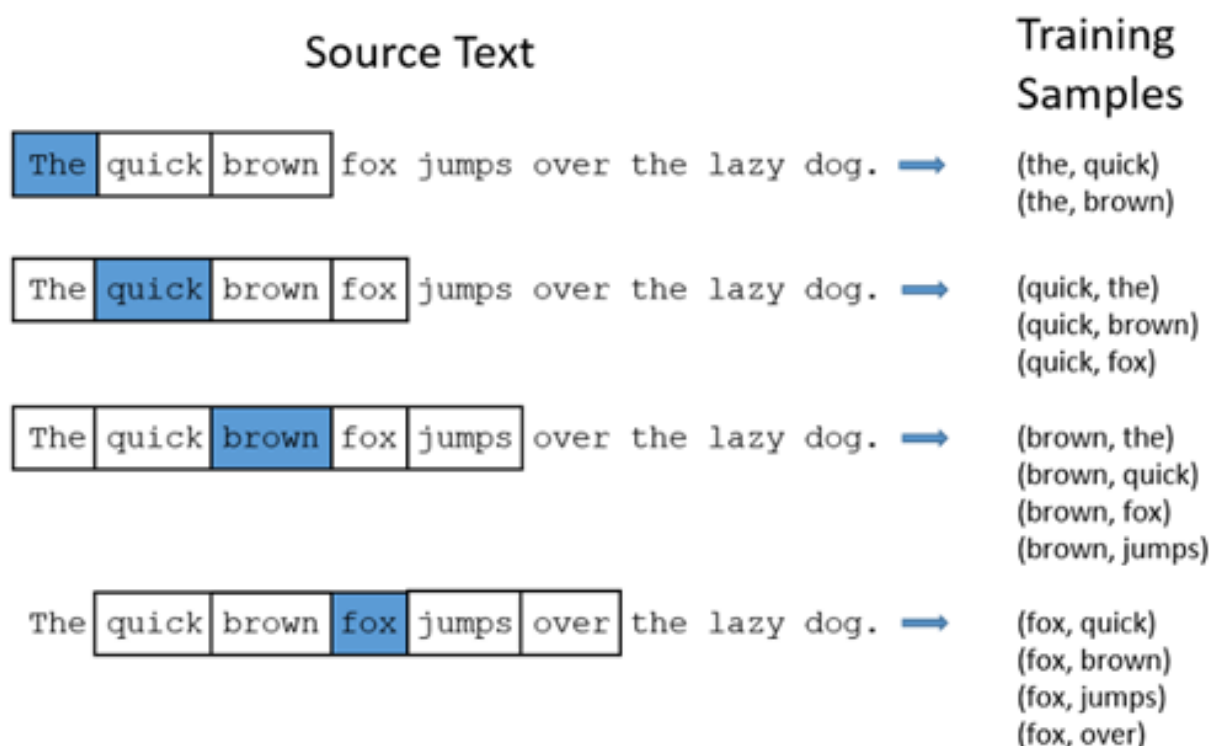 Source Text
Training
Samples
The quick brown fox jumps over the lazy dog.
(the, quick)
(the, brown)
The quick brown fox jumps over the lazy dog.
(quick, the)
(quick, brown)
(quick, fox)
The quick brown fox jumps over the lazy dog.
(brown, the)
(brown, quick)
(brown, fox)
(brown, jumps)
The quick brown fox jumps over the lazy dog.
(fox, quick)
(fox, brown)
(fox, jumps)
(fox, over)